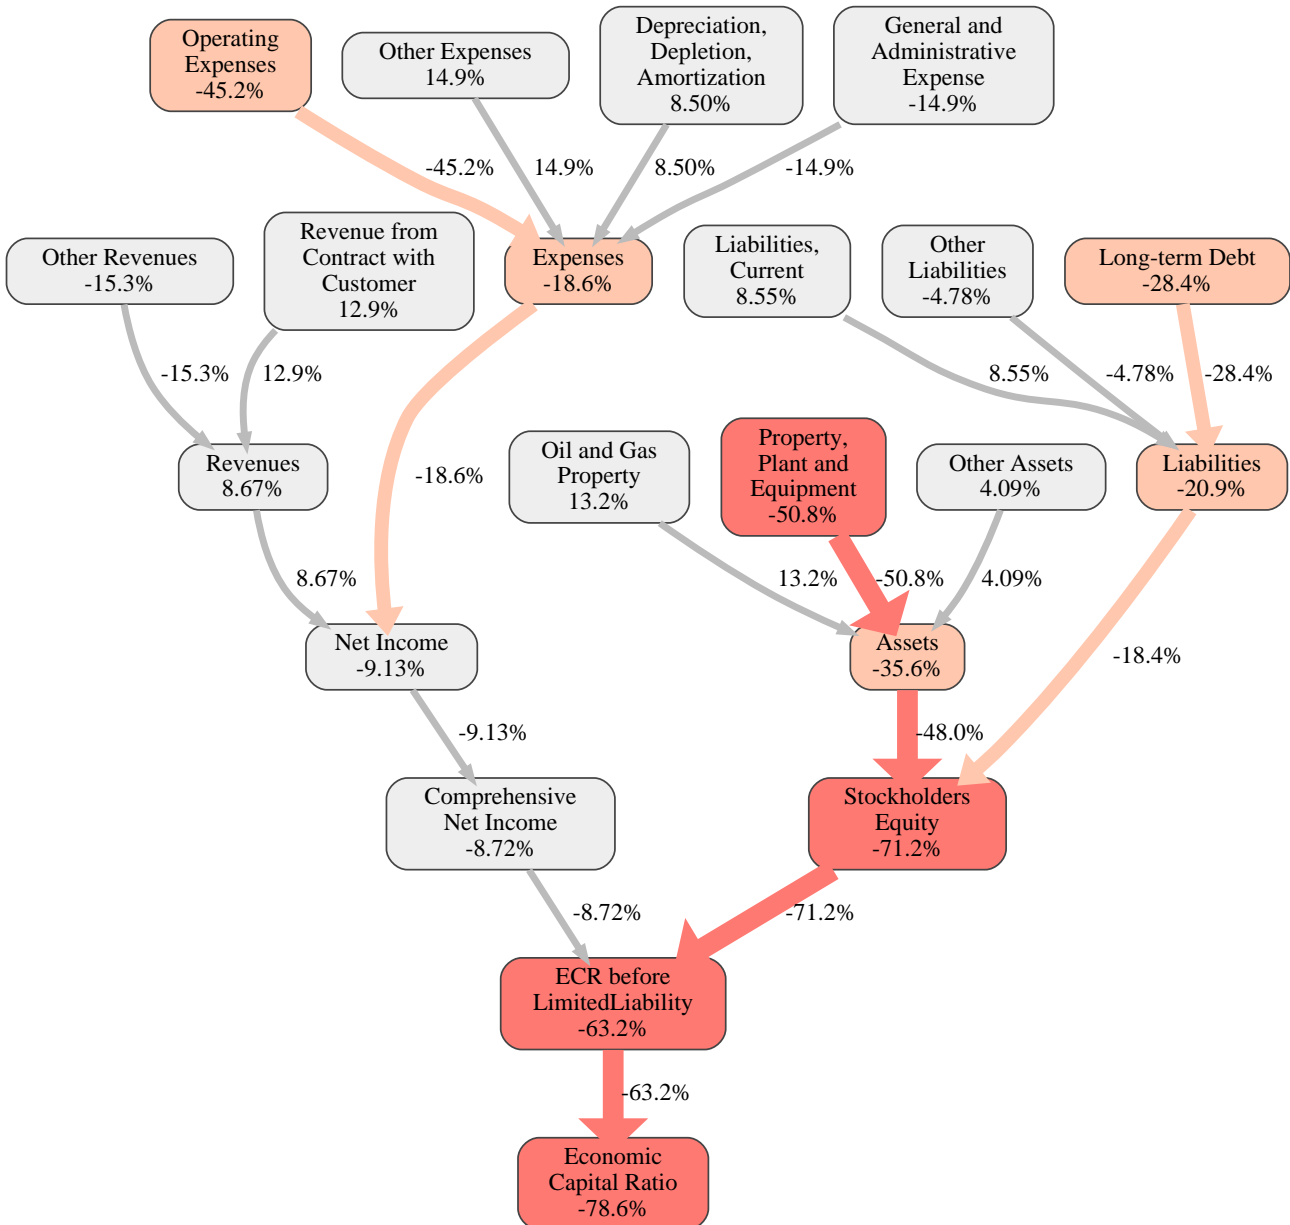 Operating
Expenses
-45.2%
Other Expenses
14.9%
Depreciation,
Depletion,
Amortization
8.50%
General and
Administrative
Expense
-14.9%
-45.2%
14.9%
8.50%
-14.9%
Other Revenues
-15.3%
Revenue from
Contract with
Customer
12.9%
Expenses
-18.6%
Liabilities,
Current
8.55%
Other
Liabilities
-4.78%
Long-term Debt
-28.4%
-15.3%
12.9%
8.55%
-4.78%
-28.4%
Revenues
8.67%
-18.6%
Oil and Gas
Property
13.2%
Property,
Plant and
Equipment
-50.8%
Other Assets
4.09%
Liabilities
-20.9%
8.67%
13.2%
-50.8%
4.09%
Net Income
-9.13%
Assets
-35.6%
-18.4%
-9.13%
-48.0%
Comprehensive
Net Income
-8.72%
Stockholders
Equity
-71.2%
-8.72%
-71.2%
ECR before
LimitedLiability
-63.2%
-63.2%
Economic
Capital Ratio
-78.6%